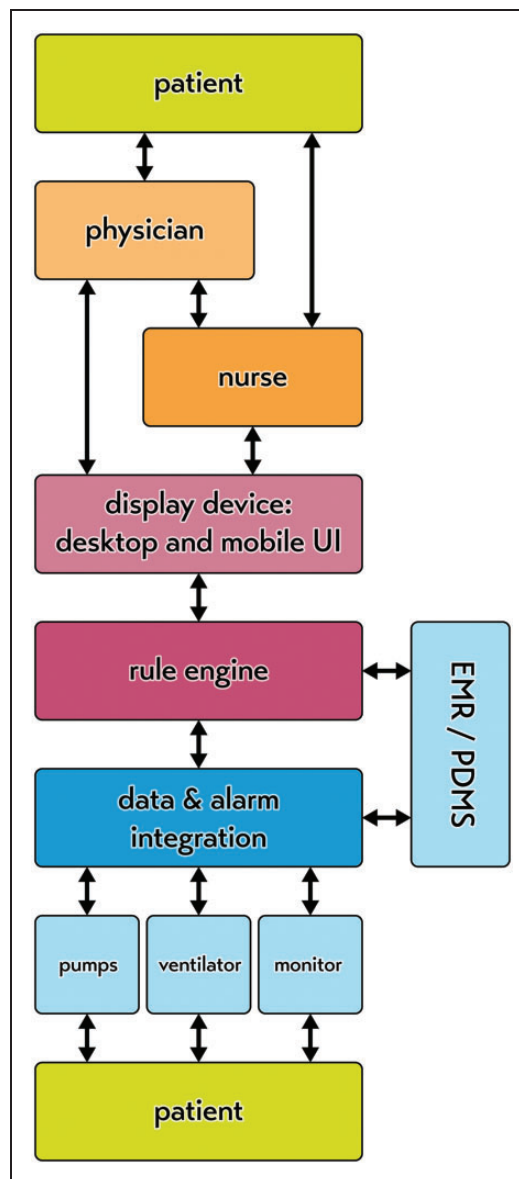 patient
physician
nurse
display device:
desktop and mobile UI
rule engine
EMR / PDMS
data & alarm
integration
pumps
ventilator
monitor
patient